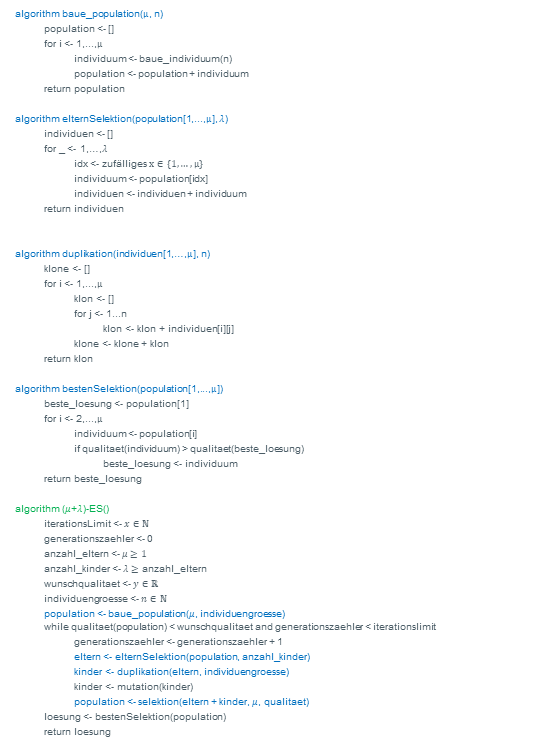 algorithm baue_population(μ, n)
population <- []
for i <- 1,...,μ
individuum <- baue_individuum(n)
population <- population + individuum
return population
algorithm elternSelektion(population[1,...,μ], λ)
individuen <- []
for _ <- 1,...,λ
idx <- zufälliges x ∈ {1, ... , μ}
individuum <- population[idx]
individuen <- individuen + individuum
return individuen
algorithm duplikation(individuen[1,...,μ], n)
klone <- []
for i <- 1,...,μ
klon <- []
for j <- 1...n
klon <- klon + individuen[i][j]
klone <- klone + klon
return klon
algorithm bestenSelektion(population[1,...,μ])
beste_loesung <- population[1]
for i <- 2,...,μ
individuum <- population[i]
if qualitaet(individuum) > qualitaet(beste_loesung)
beste_loesung <- individuum
return beste_loesung
algorithm (μ+λ)-ES()
iterationsLimit <- x ∈ ℕ
generationszaehler <- 0
anzahl_eltern <- μ ≥ 1
anzahl_kinder <- λ ≥ anzahl_eltern
wunschqualitaet <- y ∈ ℝ
individuengroesse <- n ∈ ℕ
population <- baue_population(μ, individuengroesse)
while qualitaet(population) < wunschqualitaet and generationszaehler < iterationslimit
generationszaehler <- generationszaehler + 1
eltern <- elternSelektion(population, anzahl_kinder)
kinder <- duplikation(eltern, individuengroesse)
kinder <- mutation(kinder)
population <- selektion(eltern + kinder, μ, qualitaet)
loesung <- bestenSelektion(population)
return loesung